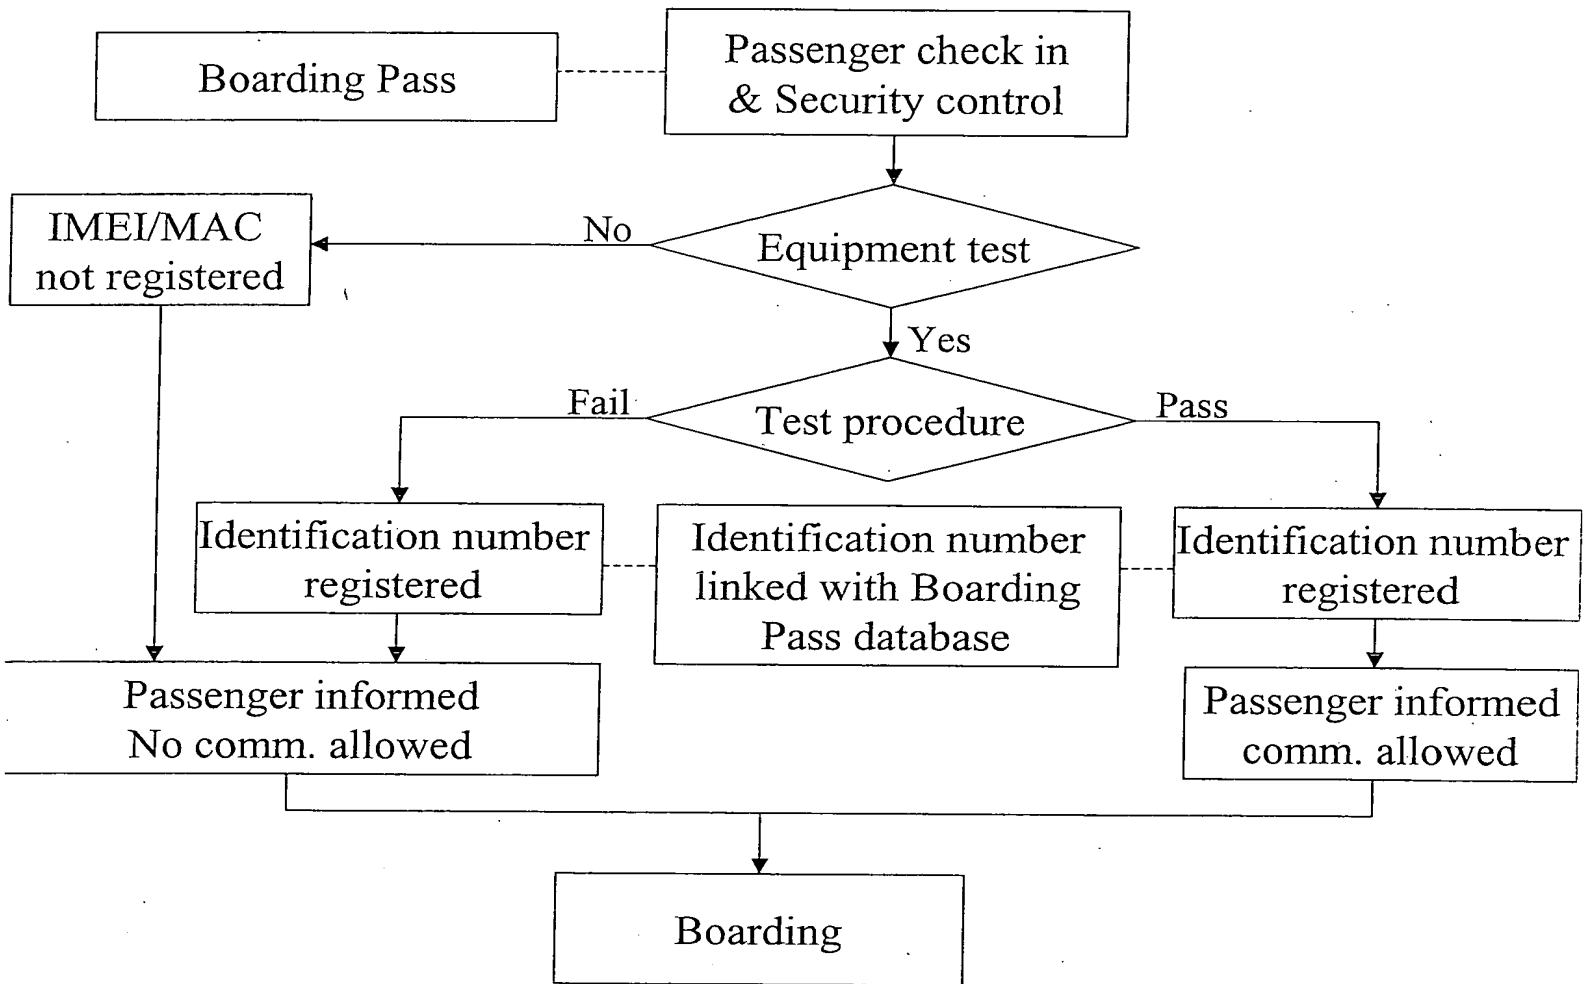 Boarding Pass
Passenger check in
& Security control
IMEI/MAC
not registered
No
Equipment test
Yes
Fail
Test procedure
Pass
Identification number
registered
Identification number
linked with Boarding
Pass database
Identification number
registered
Passenger informed
No comm. allowed
Passenger informed
comm. allowed
Boarding